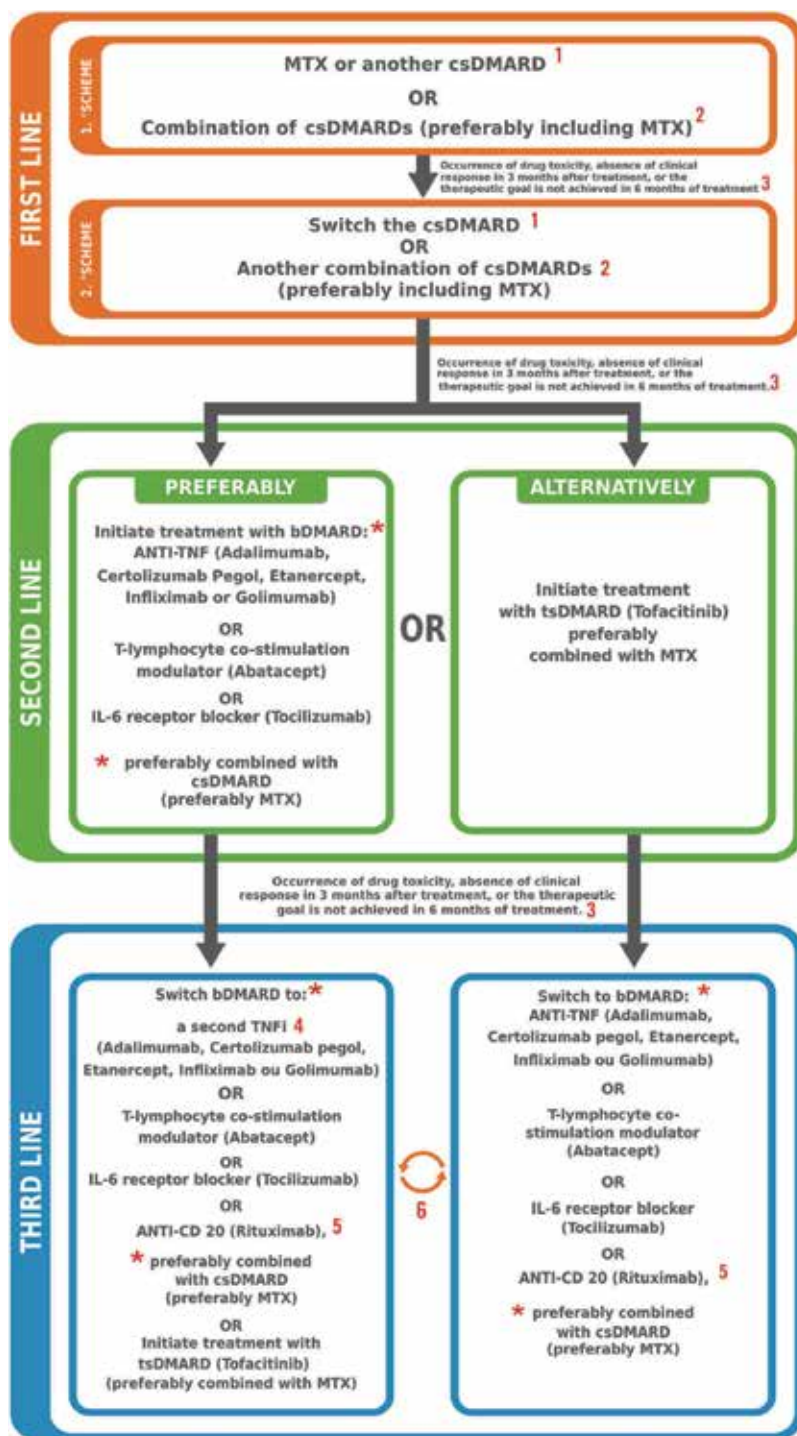 FIRST LINE
1. °SCHEME
MTX or another csDMARD 1
OR
Combination of csDMARDs (preferably including MTX) 2
Occurrence of drug toxicity, absence of clinical
response in 3 months after treatment, or the
therapeutic goal is not achieved in 6 months of treatment 3
2. °SCHEME
Switch the csDMARD 1
OR
Another combination of csDMARDs 2
(preferably including MTX)
Occurrence of drug toxicity, absence of clinical
response in 3 months after treatment, or the
therapeutic goal is not achieved in 6 months of treatment. 3
SECOND LINE
PREFERABLY
Initiate treatment with bDMARD: *
ANTI-TNF (Adalimumab,
Certolizumab Pegol, Etanercept,
Infliximab or Golimumab)
OR
T-lymphocyte co-stimulation
modulator (Abatacept)
OR
IL-6 receptor blocker (Tocilizumab)
* preferably combined with
csDMARD
(preferably MTX)
OR
ALTERNATIVELY
Initiate treatment
with tsDMARD (Tofacitinib)
preferably
combined with MTX
Occurrence of drug toxicity, absence of clinical
response in 3 months after treatment, or the therapeutic
goal is not achieved in 6 months of treatment. 3
THIRD LINE
Switch bDMARD to: *
a second TNFi 4
(Adalimumab, Certolizumab pegol,
Etanercept, Infliximab ou Golimumab)
OR
T-lymphocyte co-stimulation
modulator (Abatacept)
OR
IL-6 receptor blocker (Tocilizumab)
OR
ANTI-CD 20 (Rituximab), 5
* preferably combined
with csDMARD
(preferably MTX)
OR
Initiate treatment with
tsDMARD (Tofacitinib)
(preferably combined with MTX)
6
Switch to bDMARD: *
ANTI-TNF (Adalimumab,
Certolizumab pegol, Etanercept,
Infliximab ou Golimumab)
OR
T-lymphocyte co-
stimulation modulator
(Abatacept)
OR
IL-6 receptor blocker
(Tocilizumab)
OR
ANTI-CD 20 (Rituximab), 5
* preferably combined
with csDMARD
(preferably MTX)